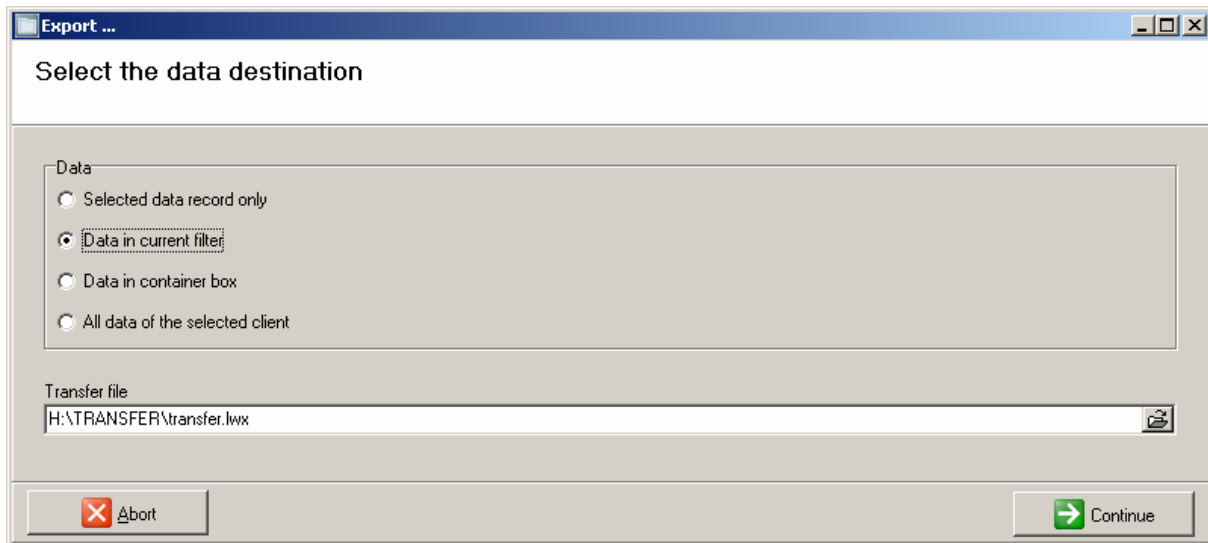 Export ...
Select the data destination
Data
Selected data record only
Data in current filter
Data in container box
All data of the selected client
Transfer file
H:\TRANSFER\transfer.lwx
Abort
Continue